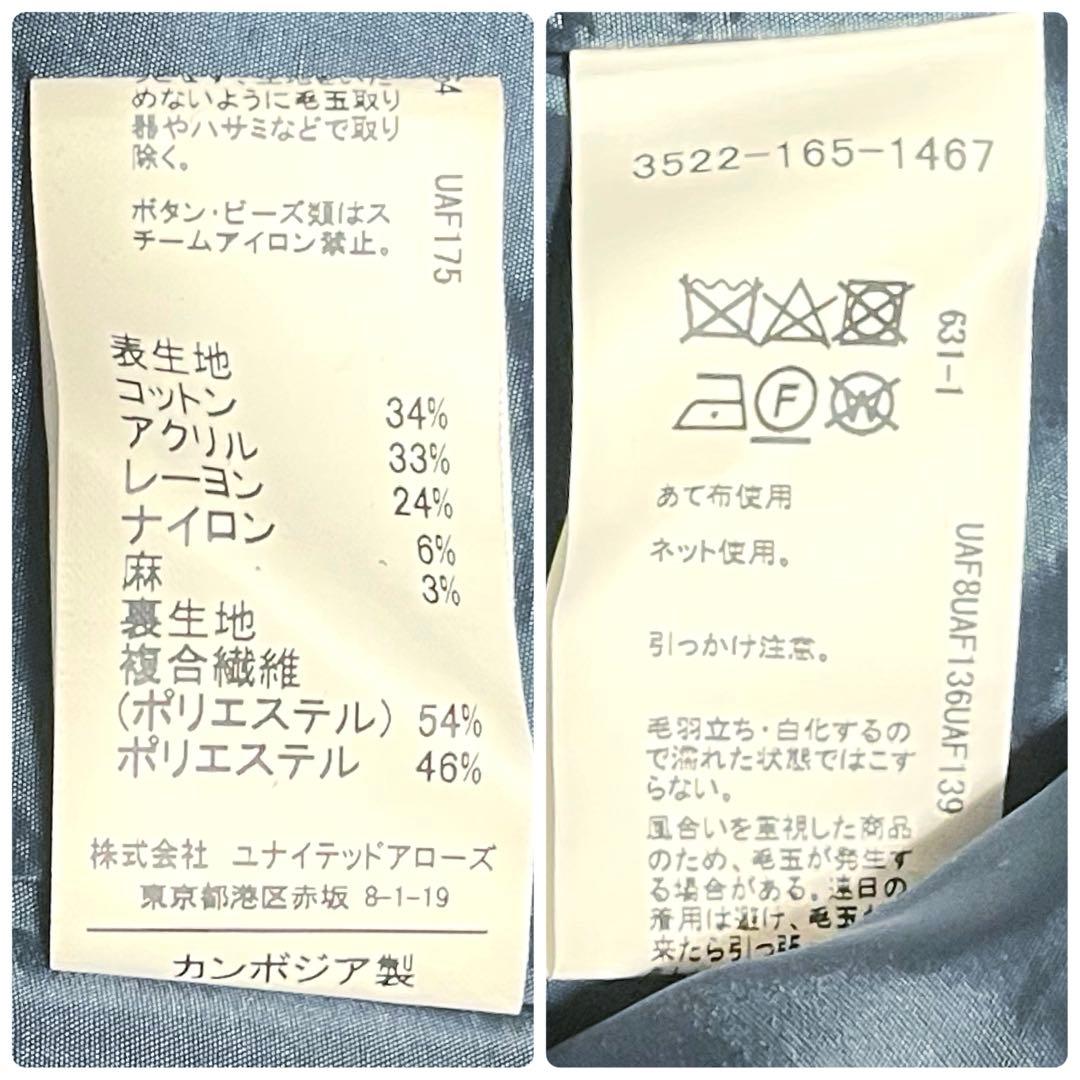 めないように毛玉取り
器やハサミなどで取り
除く。
ボタン・ビーズ類はス
チームアイロン禁止。
UAF175
表生地
コットン 34%
アクリル 33%
レーヨン 24%
ナイロン 6%
麻 3%
裏生地
複合繊維
(ポリエステル) 54%
ポリエステル 46%
株式会社 ユナイテッドアローズ
東京都港区赤坂 8-1-19
カンボジア製
3522-165-1467
631-1
F
W
あて布使用
ネット使用。
引っかけ注意。
UAF8UAF136UAF139
毛羽立ち・白化するの
で濡れた状態ではこす
らない。
風合いを重視した商品
のため、毛玉が発生す
る場合がある。連日の
着用は避け、毛玉
来たら引っ張